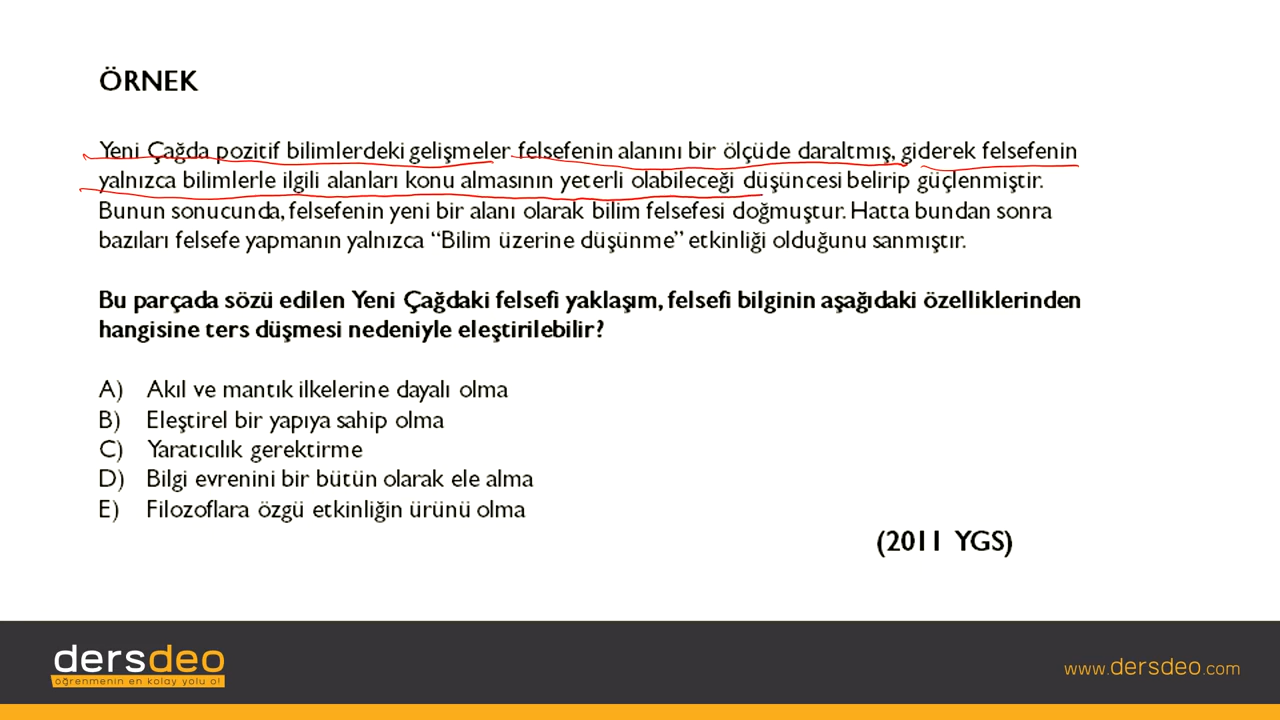 ÖRNEK
Yeni Çağda pozitif bilimlerdeki gelişmeler felsefenin alanını bir ölçüde daraltmış, giderek felsefenin
yalnızca bilimlerle ilgili alanları konu almasının yeterli olabileceği düşüncesi belirip güçlenmiştir.
Bunun sonucunda, felsefenin yeni bir alanı olarak bilim felsefesi doğmuştur. Hatta bundan sonra
bazıları felsefe yapmanın yalnızca “Bilim üzerine düşünme” etkinliği olduğunu sanmıştır.
Bu parçada sözü edilen Yeni Çağdaki felsefi yaklaşım, felsefi bilginin aşağıdaki özelliklerinden
hangisine ters düşmesi nedeniyle eleştirilebilir?
A) Akıl ve mantık ilkelerine dayalı olma
B) Eleştirel bir yapıya sahip olma
C) Yaratıcılık gerektirme
D) Bilgi evrenini bir bütün olarak ele alma
E) Filozoflara özgü etkinliğin ürünü olma
(2011 YGS)
dersdeo
öğrenmenin en kolay yolu o!
www.dersdeo.com